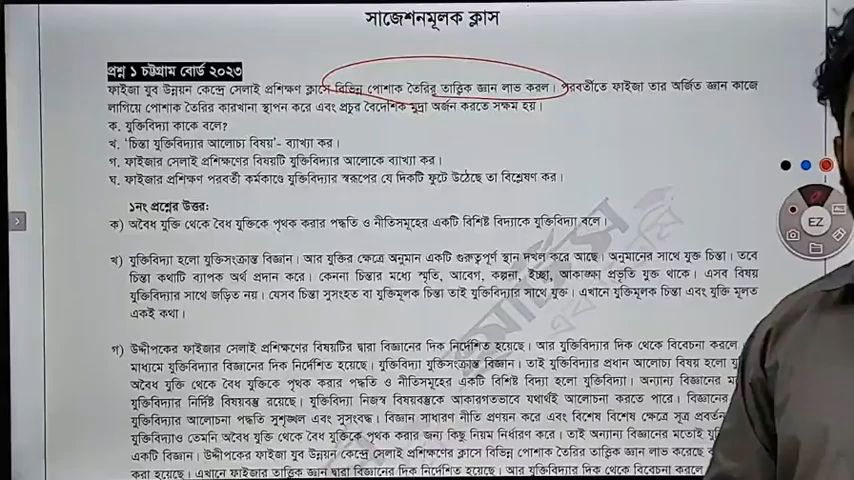 সাজেশনমূলক ক্লাস
প্রশ্ন ১ চট্টগ্রাম বোর্ড ২০২৩
ফাইজা যুব উন্নয়ন কেন্দ্রে সেলাই প্রশিক্ষণ ক্লাসে বিভিন্ন পোশাক তৈরির তাত্ত্বিক জ্ঞান লাভ করল। পরবর্তীতে ফাইজা তার অর্জিত জ্ঞান কাজে
লাগিয়ে পোশাক তৈরির কারখানা স্থাপন করে এবং প্রচুর বৈদেশিক মুদ্রা অর্জন করতে সক্ষম হয়।
ক. যুক্তিবিদ্যা কাকে বলে?
খ. ‘চিন্তা যুক্তিবিদ্যার আলোচ্য বিষয়’- ব্যাখ্যা কর।
গ. ফাইজার সেলাই প্রশিক্ষণের বিষয়টি যুক্তিবিদ্যার আলোকে ব্যাখ্যা কর।
ঘ. ফাইজার প্রশিক্ষণ পরবর্তী কর্মকাণ্ডে যুক্তিবিদ্যার স্বরূপের যে দিকটি ফুটে উঠেছে তা বিশ্লেষণ কর।
১নং প্রশ্নের উত্তর:
ক) অবৈধ যুক্তি থেকে বৈধ যুক্তিকে পৃথক করার পদ্ধতি ও নীতিসমূহের একটি বিশিষ্ট বিদ্যাকে যুক্তিবিদ্যা বলে।
খ) যুক্তিবিদ্যা হলো যুক্তিসংক্রান্ত বিজ্ঞান। আর যুক্তির ক্ষেত্রে অনুমান একটি গুরুত্বপূর্ণ স্থান দখল করে আছে। অনুমানের সাথে যুক্ত চিন্তা। তবে
চিন্তা কথাটি ব্যাপক অর্থ প্রদান করে। কেননা চিন্তার মধ্যে স্মৃতি, আবেগ, কল্পনা, ইচ্ছা, আকাঙ্ক্ষা প্রভৃতি যুক্ত থাকে। এসব বিষয়
যুক্তিবিদ্যার সাথে জড়িত নয়। যেসব চিন্তা সুসংহত বা যুক্তিমূলক চিন্তা তাই যুক্তিবিদ্যার সাথে যুক্ত। এখানে যুক্তিমূলক চিন্তা এবং যুক্তি মূলত
একই কথা।
গ) উদ্দীপকের ফাইজার সেলাই প্রশিক্ষণের বিষয়টির দ্বারা বিজ্ঞানের দিক নির্দেশিত হয়েছে। আর যুক্তিবিদ্যার দিক থেকে বিবেচনা করলে
মাধ্যমে যুক্তিবিদ্যার বিজ্ঞানের দিক নির্দেশিত হয়েছে। যুক্তিবিদ্যা যুক্তিসংক্রান্ত বিজ্ঞান। তাই যুক্তিবিদ্যার প্রধান আলোচ্য বিষয় হলো
অবৈধ যুক্তি থেকে বৈধ যুক্তিকে পৃথক করার পদ্ধতি ও নীতিসমূহের একটি বিশিষ্ট বিদ্যা হলো যুক্তিবিদ্যা। অন্যান্য বিজ্ঞানের
যুক্তিবিদ্যার নির্দিষ্ট বিষয়বস্তু রয়েছে। যুক্তিবিদ্যা নিজস্ব বিষয়বস্তুকে আকারগতভাবে যথার্থই আলোচনা করতে পারে। বিজ্ঞানের
যুক্তিবিদ্যার আলোচনা পদ্ধতি সুশৃঙ্খল এবং সুসংবদ্ধ। বিজ্ঞান সাধারণ নীতি প্রণয়ন করে এবং বিশেষ বিশেষ ক্ষেত্রে সূত্র প্রবর্তন
যুক্তিবিদ্যাও তেমনি অবৈধ যুক্তি থেকে বৈধ যুক্তিকে পৃথক করার জন্য কিছু নিয়ম নির্ধারণ করে। তাই অন্যান্য বিজ্ঞানের মতোই
একটি বিজ্ঞান। উদ্দীপকের ফাইজা যুব উন্নয়ন কেন্দ্রে সেলাই প্রশিক্ষণের ক্লাসে বিভিন্ন পোশাক তৈরির তাত্ত্বিক জ্ঞান লাভ করেছে
করা হয়েছে। এখানে ফাইজার তাত্ত্বিক জ্ঞান দ্বারা বিজ্ঞানের দিক নির্দেশিত হয়েছে। আর যুক্তিবিদ্যার দিক থেকে বিবেচনা করলে
EZ